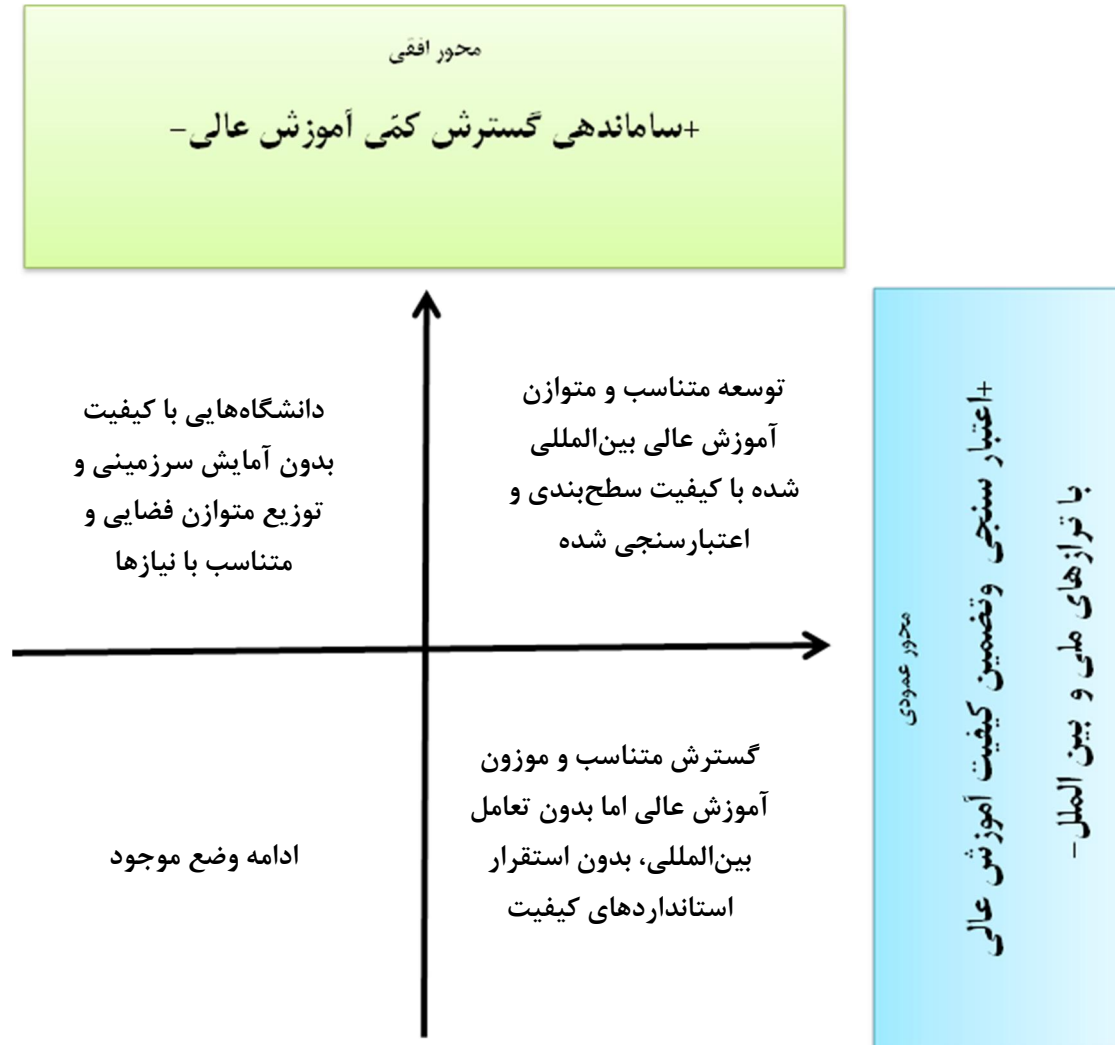 محور افقی
+ساماندهی گسترش کمّی آموزش عالی-
توسعه متناسب و متوازن
آموزش عالی بین‌المللی
شده با کیفیت سطح‌بندی و
اعتبارسنجی شده
دانشگاه‌هایی با کیفیت
بدون آمایش سرزمینی و
توزیع متوازن فضایی و
متناسب با نیازها
گسترش متناسب و موزون
آموزش عالی اما بدون تعامل
بین‌المللی، بدون استقرار
استانداردهای کیفیت
ادامه وضع موجود
محور عمودی
+اعتبار سنجی وتضمین کیفیت آموزش عالی
با ترازهای ملی و بین الملل-